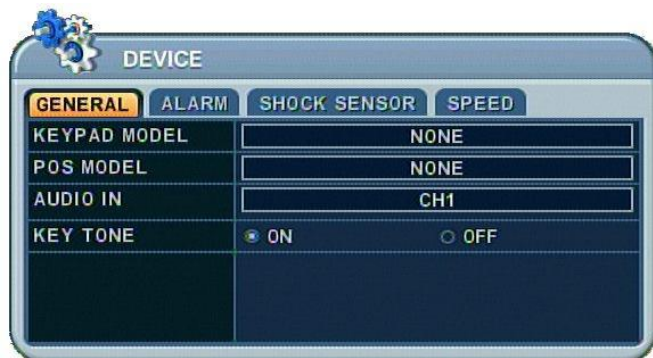 DEVICE
GENERAL ALARM SHOCK SENSOR SPEED
KEYPAD MODEL NONE
POS MODEL NONE
AUDIO IN CH1
KEY TONE ON OFF